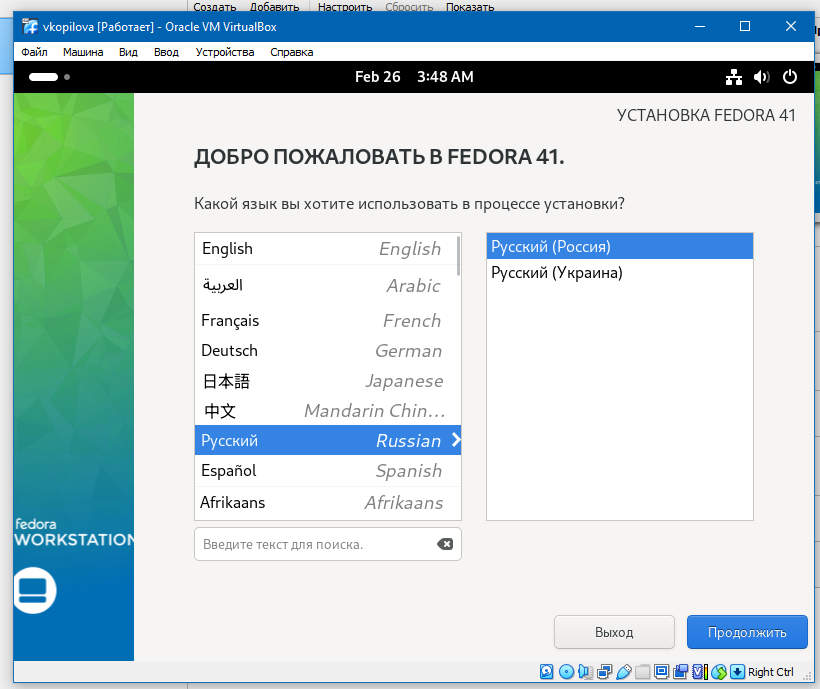 Создать Добавить Настроить Сбросить Показать
vkopilova [Работает] - Oracle VM VirtualBox
Файл Машина Вид Ввод Устройства Справка
Feb 26 3:48 AM
УСТАНОВКА FEDORA 41
ДОБРО ПОЖАЛОВАТЬ В FEDORA 41.
Какой язык вы хотите использовать в процессе установки?
English English
العربية Arabic
Français French
Deutsch German
日本語 Japanese
中文 Mandarin Chin...
Русский Russian
Español Spanish
Afrikaans Afrikaans
Введите текст для поиска.
Русский (Россия)
Русский (Украина)
fedora
WORKSTATION
Выход Продолжить
Right Ctrl